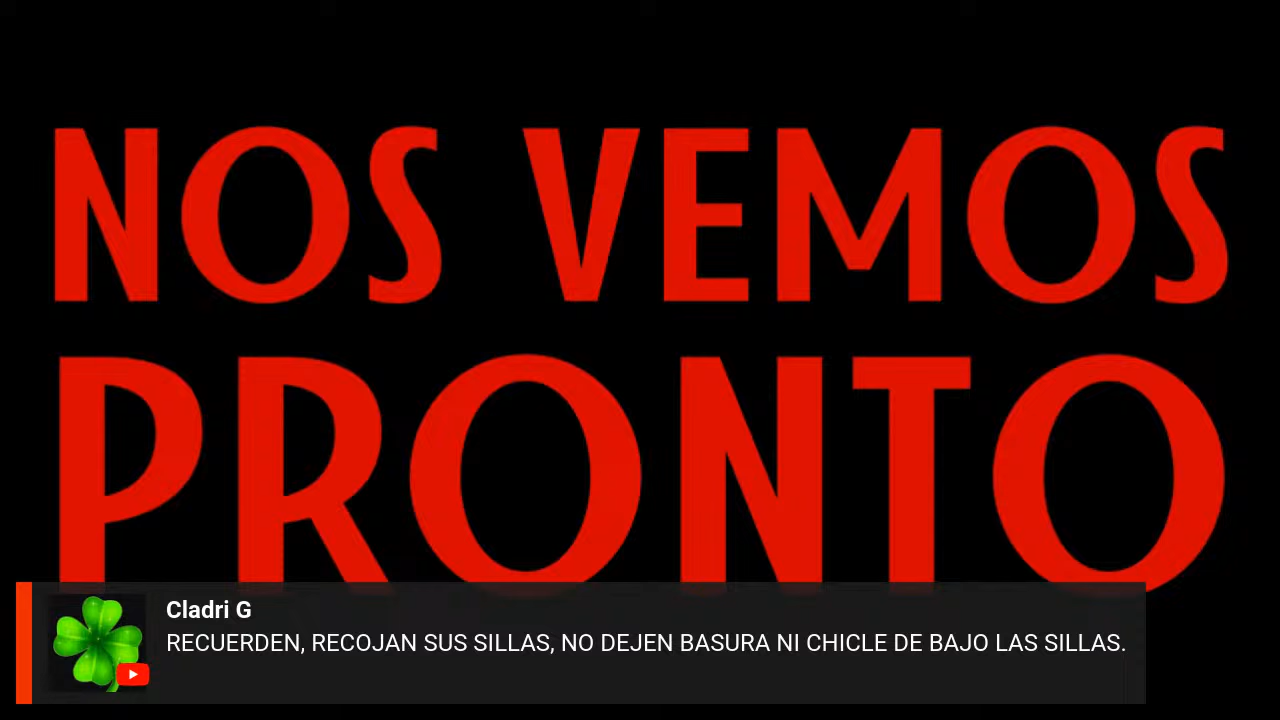 NOS VEMOS
PRONTO
Cladri G
RECUERDEN, RECOJAN SUS SILLAS, NO DEJEN BASURA NI CHICLE DE BAJO LAS SILLAS.